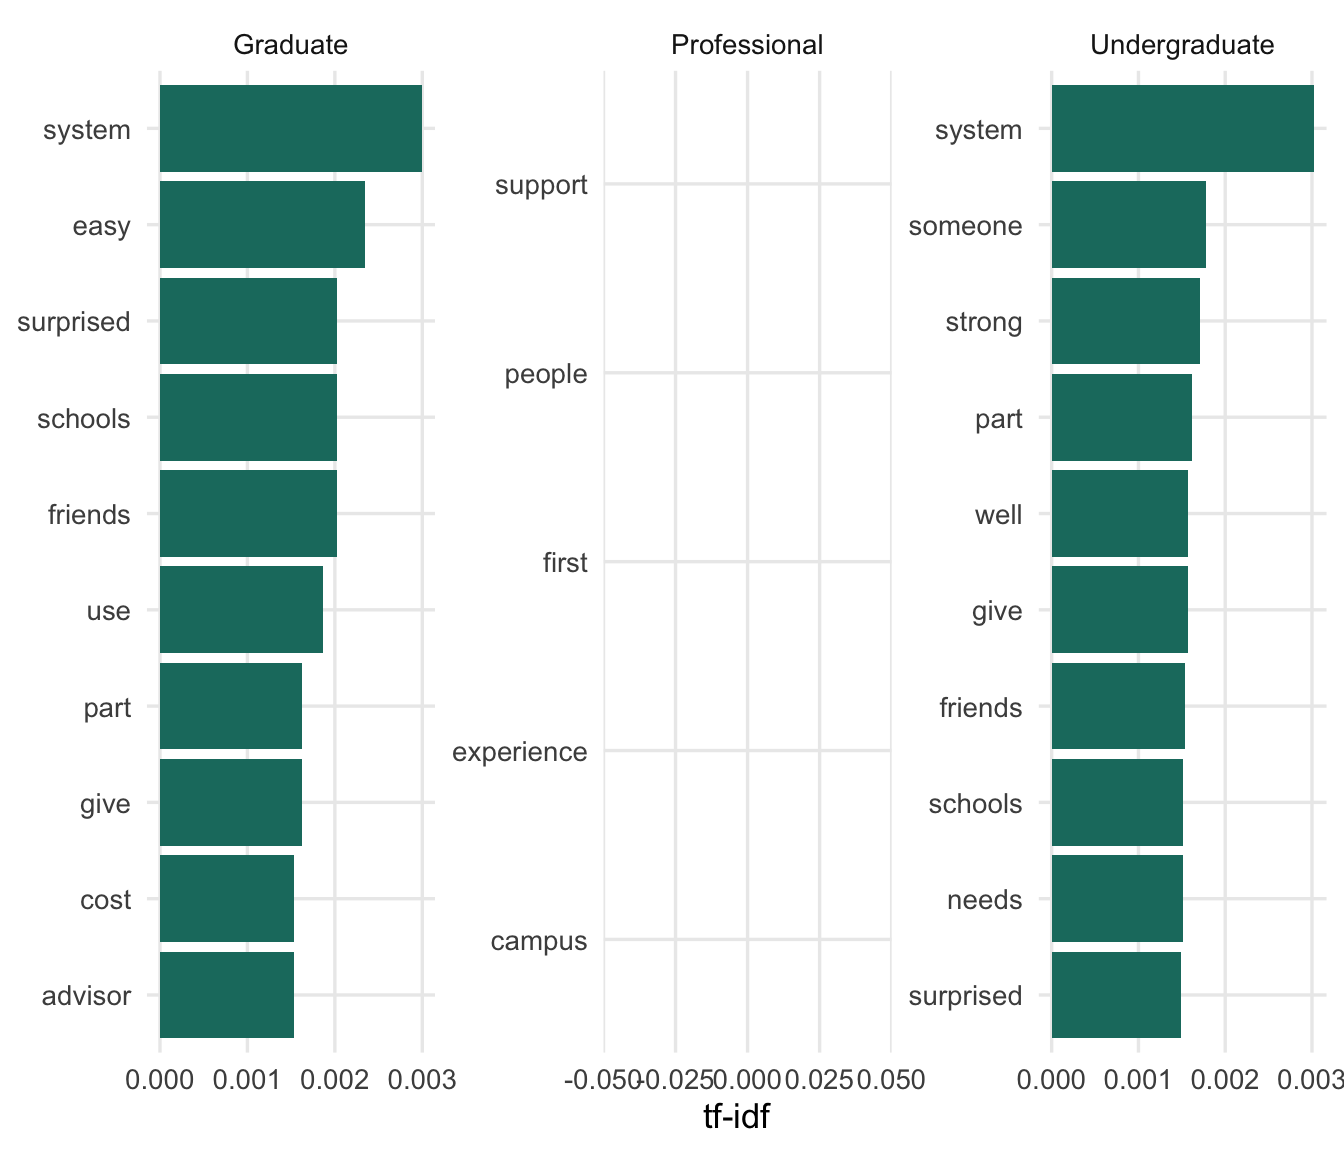 Graduate
system
easy
surprised
schools
friends
use
part
give
cost
advisor
0.000 0.001 0.002 0.003
Professional
support
people
first
experience
campus
-0.050 -0.025 0.000 0.025 0.050
Undergraduate
system
someone
strong
part
well
give
friends
schools
needs
surprised
0.000 0.001 0.002 0.003
tf-idf